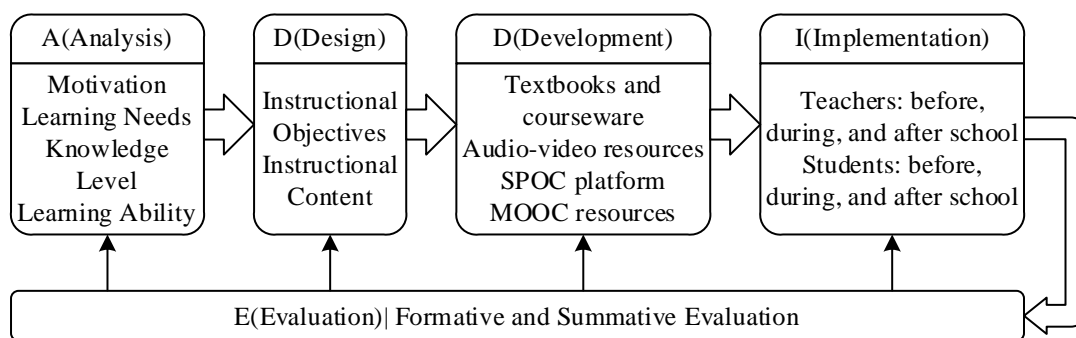 A(Analysis)
Motivation
Learning Needs
Knowledge
Level
Learning Ability
D(Design)
Instructional
Objectives
Instructional
Content
D(Development)
Textbooks and
courseware
Audio-video resources
SPOC platform
MOOC resources
I(Implementation)
Teachers: before,
during, and after school
Students: before,
during, and after school
E(Evaluation)| Formative and Summative Evaluation